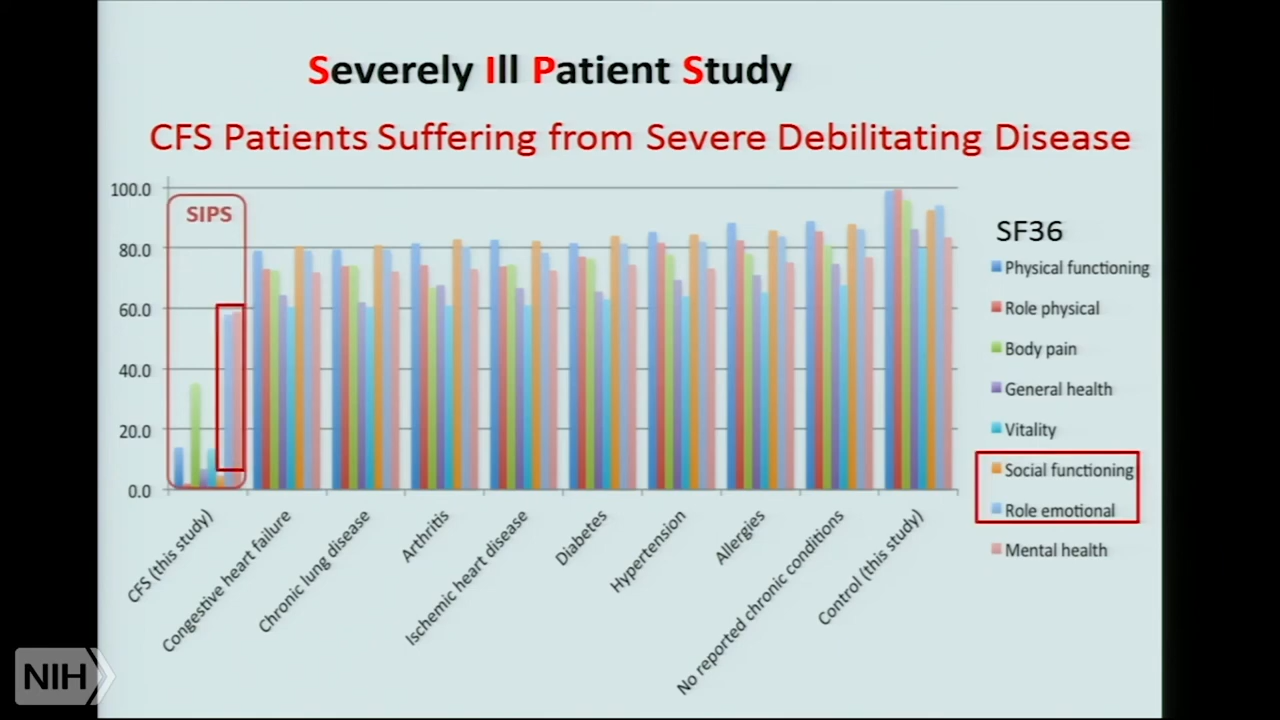 Severely Ill Patient Study
CFS Patients Suffering from Severe Debilitating Disease
100.0
80.0
60.0
40.0
20.0
0.0
SIPS
CFS (this study)
Congestive heart failure
Chronic lung disease
Arthritis
Ischemic heart disease
Diabetes
Hypertension
Allergies
No reported chronic conditions
Control (this study)
SF36
Physical functioning
Role physical
Body pain
General health
Vitality
Social functioning
Role emotional
Mental health
NIH